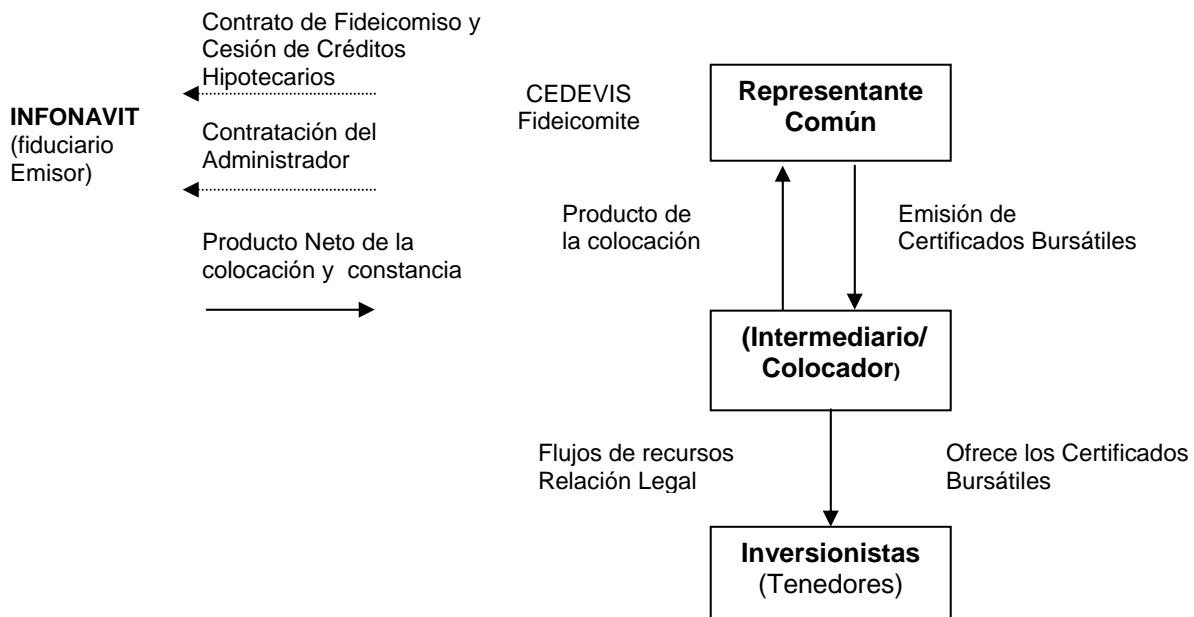 Contrato de Fideicomiso y
Cesión de Créditos
Hipotecarios
INFONAVIT
(fiduciario
Emisor)
Contratación del
Administrador
Producto Neto de la
colocación y constancia
CEDEVIS
Fideicomite
Representante
Común
Producto de
la colocación
Emisión de
Certificados Bursátiles
(Intermediario/
Colocador)
Flujos de recursos
Relación Legal
Ofrece los Certificados
Bursátiles
Inversionistas
(Tenedores)